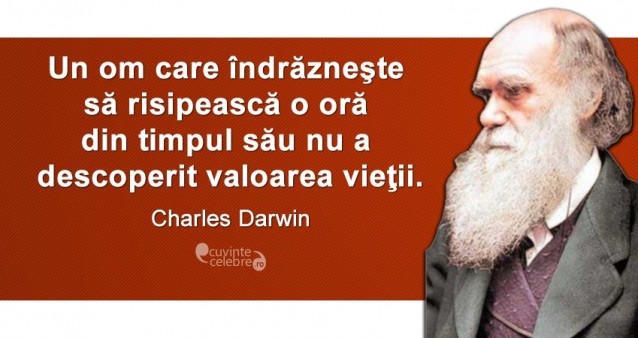 Un om care îndrăzneşte
să risipească o oră
din timpul său nu a
descoperit valoarea vieţii.
Charles Darwin
cuvinte
celebre.ro